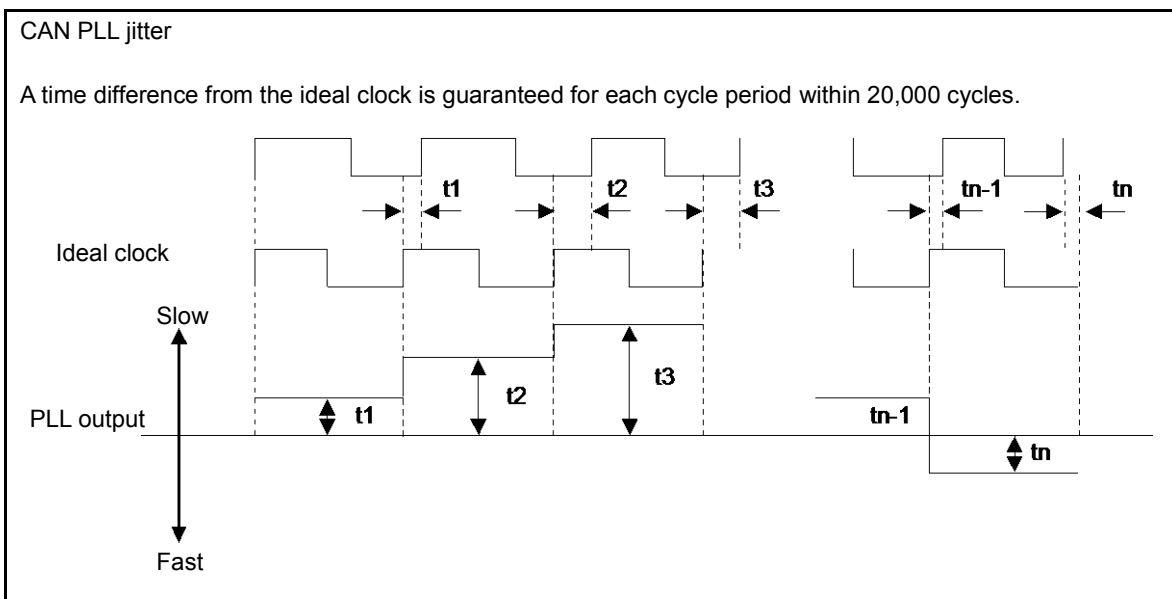 CAN PLL jitter
A time difference from the ideal clock is guaranteed for each cycle period within 20,000 cycles.
t1 t2 t3 tn-1 tn
Ideal clock
Slow
t1 t2 t3 tn-1 tn
PLL output
Fast